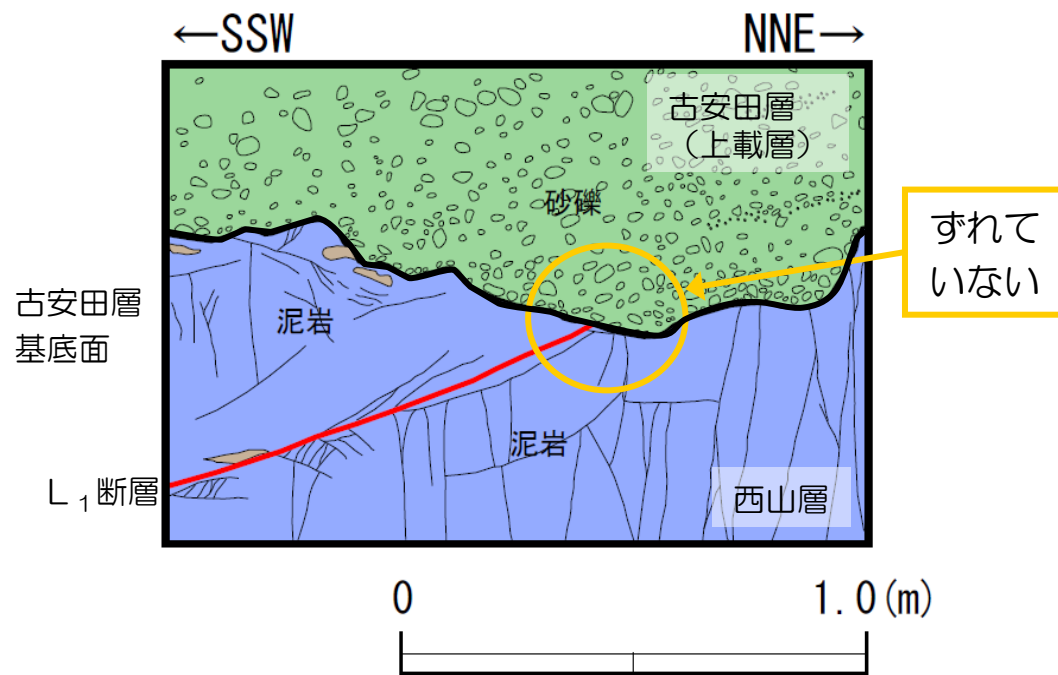 ←SSW
NNE→
古安田層
（上載層）
砂礫
ずれて
いない
古安田層
基底面
泥岩
泥岩
L₁断層
西山層
0
1.0(m)